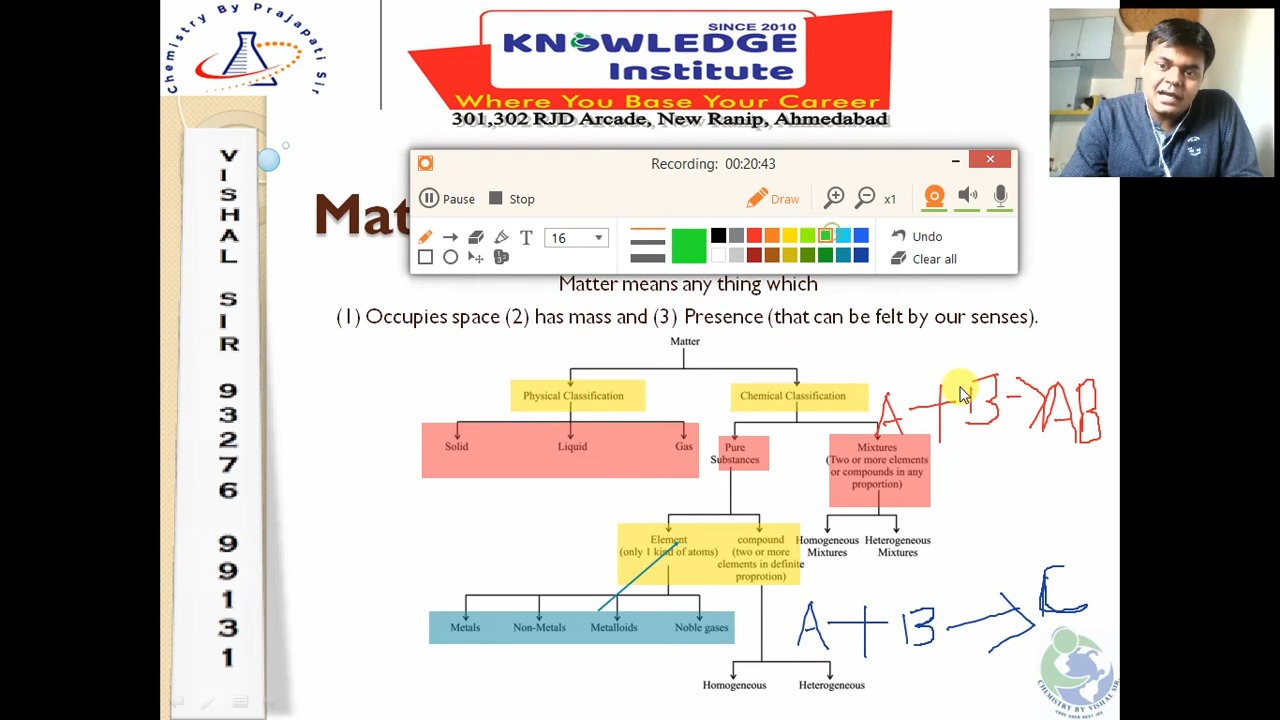 Chemistry By Prajapati Sir
SINCE 2010
KNOWLEDGE
Institute
Where You Base Your Career
301,302 RJD Arcade, New Ranip, Ahmedabad
VISHAL SIR 93276 99131
Recording: 00:20:43
Pause
Stop
Draw
x1
T
16
Undo
Clear all
Mat
Matter means any thing which
(1) Occupies space (2) has mass and (3) Presence (that can be felt by our senses).
Matter
Physical Classification
Chemical Classification
A + B -> AB
Solid
Liquid
Gas
Pure
Substances
Mixtures
(Two or more elements
or compounds in any
proportion)
Element
(only 1 kind of atoms)
compound
(two or more
elements in definite
proprotion)
Homogeneous
Mixtures
Heterogeneous
Mixtures
Metals
Non-Metals
Metalloids
Noble gases
A + B -> C
Homogeneous
Heterogeneous
CHEMISTRY BY VISHAL SIR